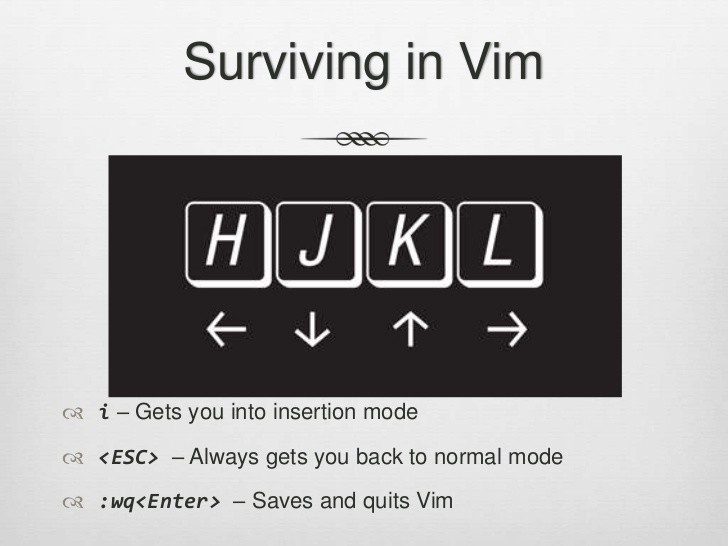 Surviving in Vim
H J K L
← ↓ ↑ →
i – Gets you into insertion mode
<ESC> – Always gets you back to normal mode
:wq<Enter> – Saves and quits Vim